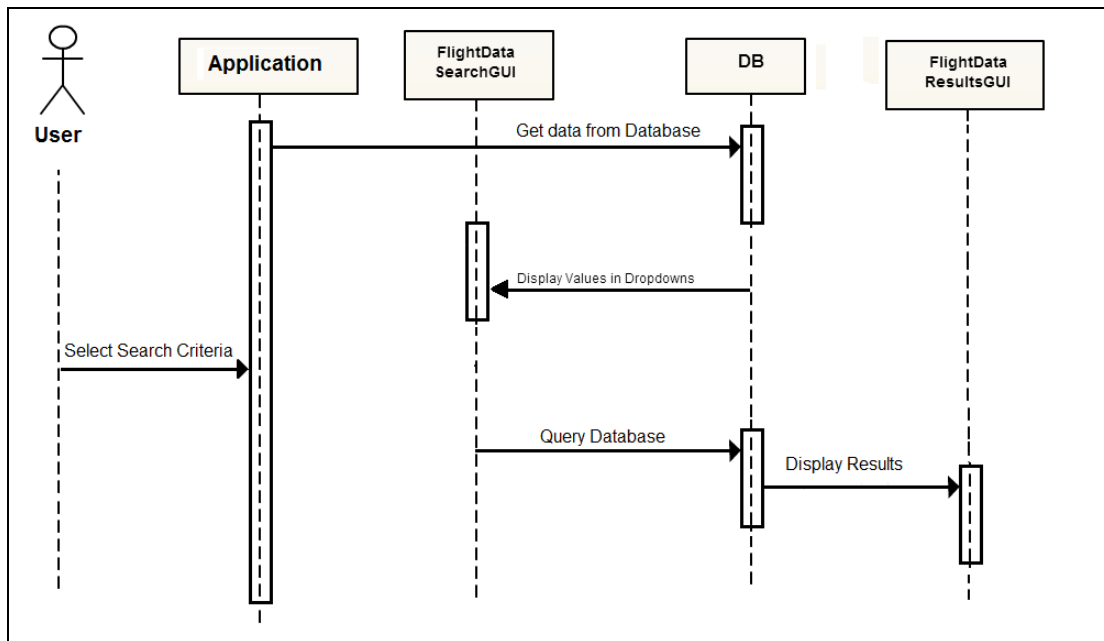 Application
FlightData
SearchGUI
DB
FlightData
ResultsGUI
User
Get data from Database
Display Values in Dropdowns
Select Search Criteria
Query Database
Display Results